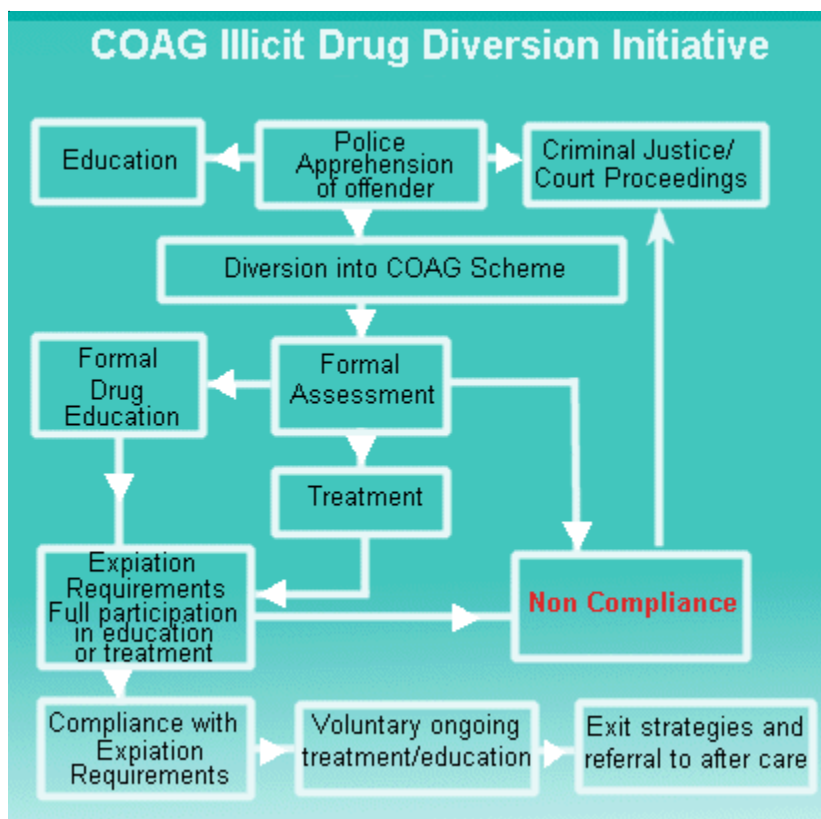 COAG Illicit Drug Diversion Initiative
Education
Police
Apprehension
of offender
Criminal Justice/
Court Proceedings
Diversion into COAG Scheme
Formal
Drug
Education
Formal
Assessment
Treatment
Expiation
Requirements
Full participation
in education
or treatment
Non Compliance
Compliance with
Expiation
Requirements
Voluntary ongoing
treatment/education
Exit strategies and
referral to after care